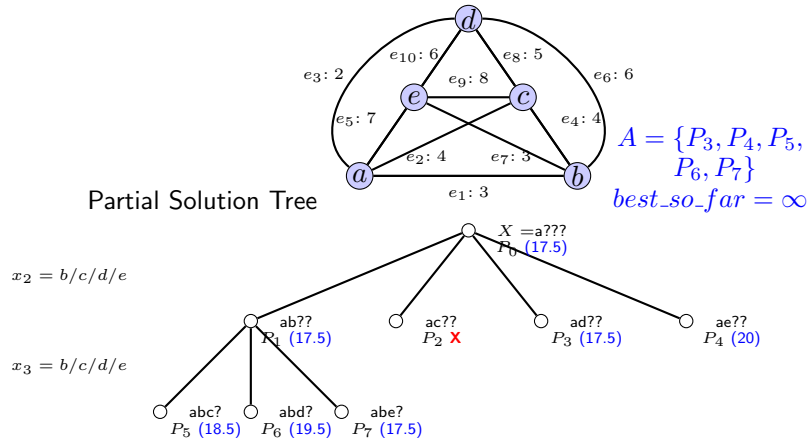 d
e₁₀: 6
e₈: 5
e₃: 2
e₉: 8
e₆: 6
e
c
e₅: 7
e₄: 4
e₂: 4
e₇: 3
a
b
e₁: 3
A = {P₃, P₄, P₅,
P₆, P₇}
best_so_far = ∞
Partial Solution Tree
X =a???
P₀ (17.5)
x₂ = b/c/d/e
ab?? ac?? ad?? ae??
P₁ (17.5) P₂ X P₃ (17.5) P₄ (20)
x₃ = b/c/d/e
abc? abd? abe?
P₅ (18.5) P₆ (19.5) P₇ (17.5)